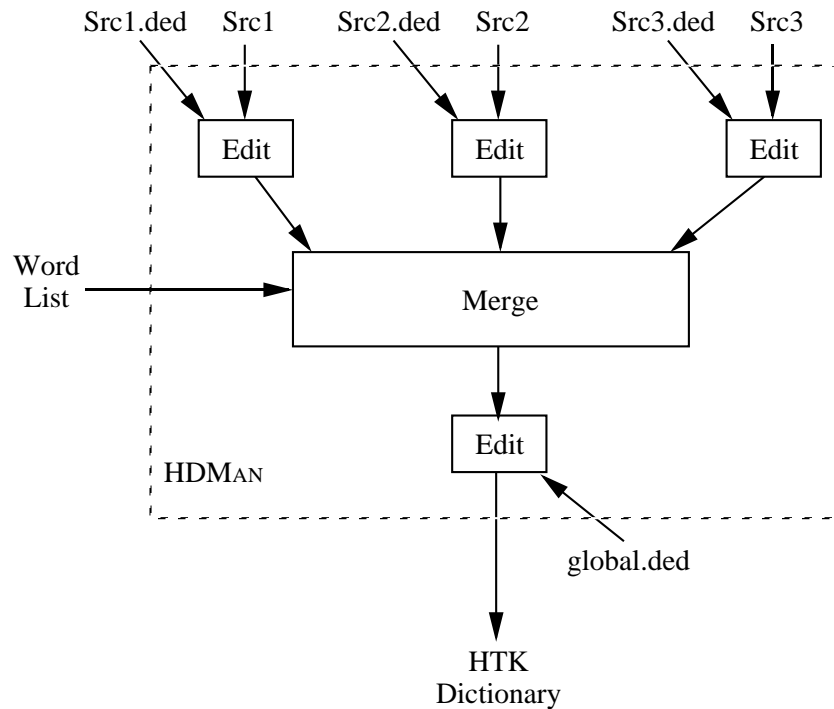 Src1.ded Src1 Src2.ded Src2 Src3.ded Src3
Edit Edit Edit
Word
List
Merge
Edit
HDMAN
global.ded
HTK
Dictionary